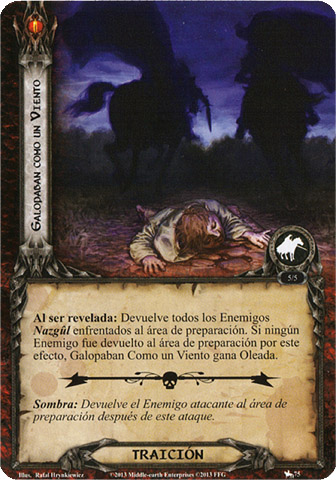 GALOPABAN COMO UN VIENTO
5/5
Al ser revelada: Devuelve todos los Enemigos
Nazgûl enfrentados al área de preparación. Si ningún
Enemigo fue devuelto al área de preparación por este
efecto, Galopaban Como un Viento gana Oleada.
Sombra: Devuelve el Enemigo atacante al área de
preparación después de este ataque.
TRAICIÓN
Illus. Rafał Hrynkiewicz
©2013 Middle-earth Enterprises ©2013 FFG
75